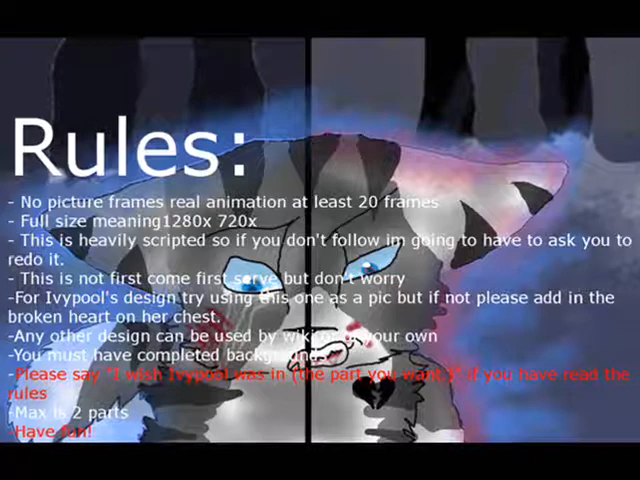 Rules:
- No picture frames real animation at least 20 frames
- Full size meaning1280x 720x
- This is heavily scripted so if you don't follow im going to have to ask you to
redo it.
- This is not first come first serve but don't worry
-For Ivypool's design try using this one as a pic but if not please add in the
broken heart on her chest.
-Any other design can be used by wiki or of your own
-You must have completed backgrounds
-Please say "I wish Ivypool was in (the part you want )" if you have read the
rules
-Max is 2 parts
-Have fun!